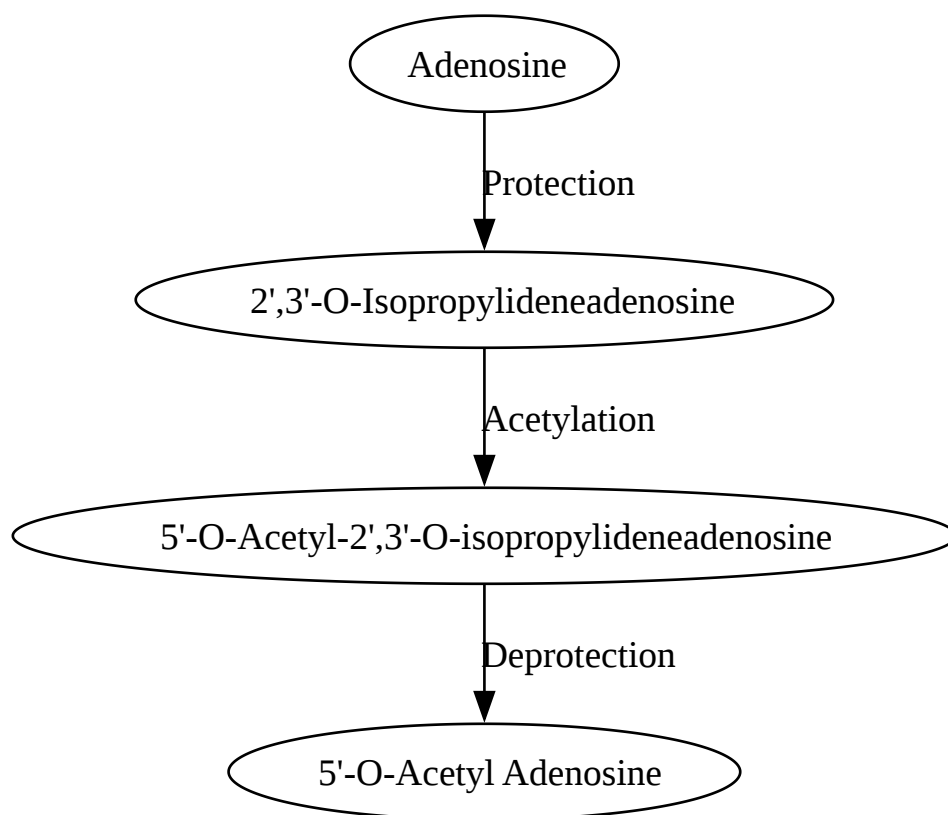 Adenosine
Protection
2',3'-O-Isopropylideneadenosine
Acetylation
5'-O-Acetyl-2',3'-O-isopropylideneadenosine
Deprotection
5'-O-Acetyl Adenosine